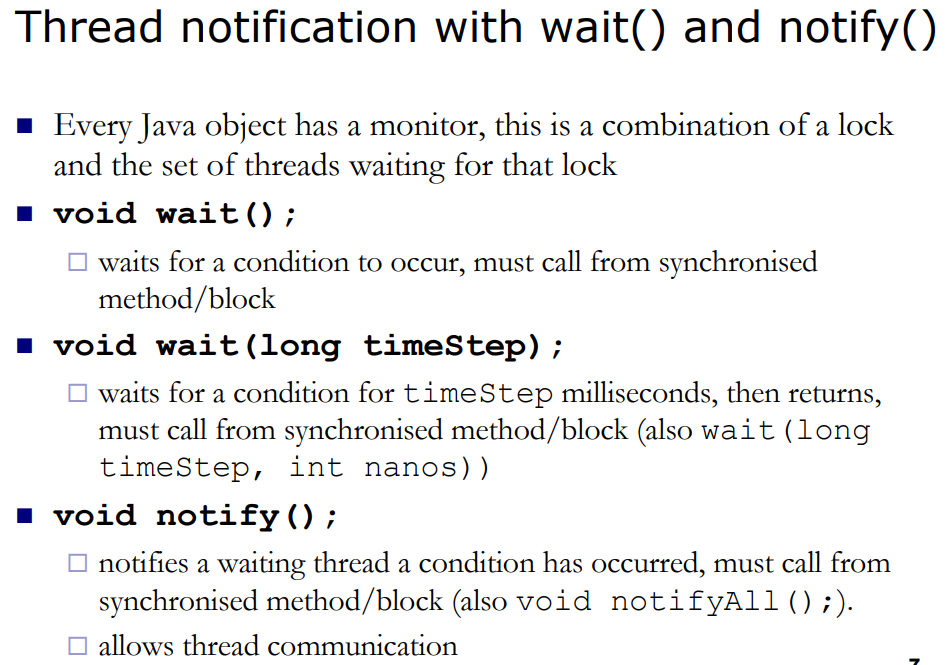 Thread notification with wait() and notify()
Every Java object has a monitor, this is a combination of a lock
and the set of threads waiting for that lock
void wait();
waits for a condition to occur, must call from synchronised
method/block
void wait(long timeStep);
waits for a condition for timeStep milliseconds, then returns,
must call from synchronised method/block (also wait(long
timeStep, int nanos))
void notify();
notifies a waiting thread a condition has occurred, must call from
synchronised method/block (also void notifyAll();).
allows thread communication